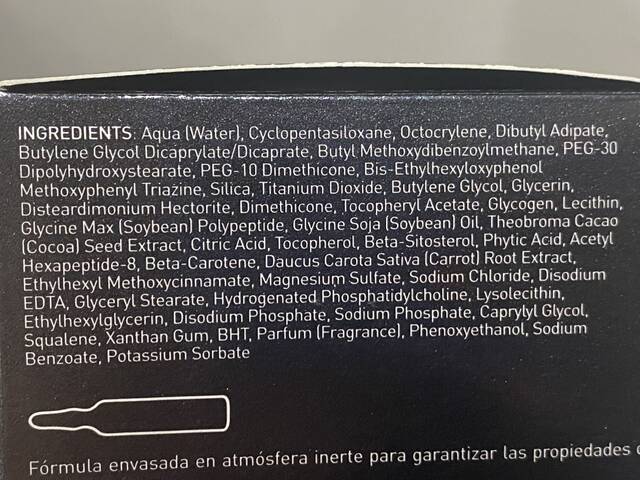 INGREDIENTS: Aqua (Water), Cyclopentasiloxane, Octocrylene, Dibutyl Adipate,
Butylene Glycol Dicaprylate/Dicaprate, Butyl Methoxydibenzoylmethane, PEG-30
Dipolyhydroxystearate, PEG-10 Dimethicone, Bis-Ethylhexyloxyphenol
Methoxyphenyl Triazine, Silica, Titanium Dioxide, Butylene Glycol, Glycerin,
Disteardimonium Hectorite, Dimethicone, Tocopheryl Acetate, Glycogen, Lecithin,
Glycine Max (Soybean) Polypeptide, Glycine Soja (Soybean) Oil, Theobroma Cacao
(Cocoa) Seed Extract, Citric Acid, Tocopherol, Beta-Sitosterol, Phytic Acid, Acetyl
Hexapeptide-8, Beta-Carotene, Daucus Carota Sativa (Carrot) Root Extract,
Ethylhexyl Methoxycinnamate, Magnesium Sulfate, Sodium Chloride, Disodium
EDTA, Glyceryl Stearate, Hydrogenated Phosphatidylcholine, Lysolecithin,
Ethylhexylglycerin, Disodium Phosphate, Sodium Phosphate, Caprylyl Glycol,
Squalene, Xanthan Gum, BHT, Parfum (Fragrance), Phenoxyethanol, Sodium
Benzoate, Potassium Sorbate
Fórmula envasada en atmósfera inerte para garantizar las propiedades